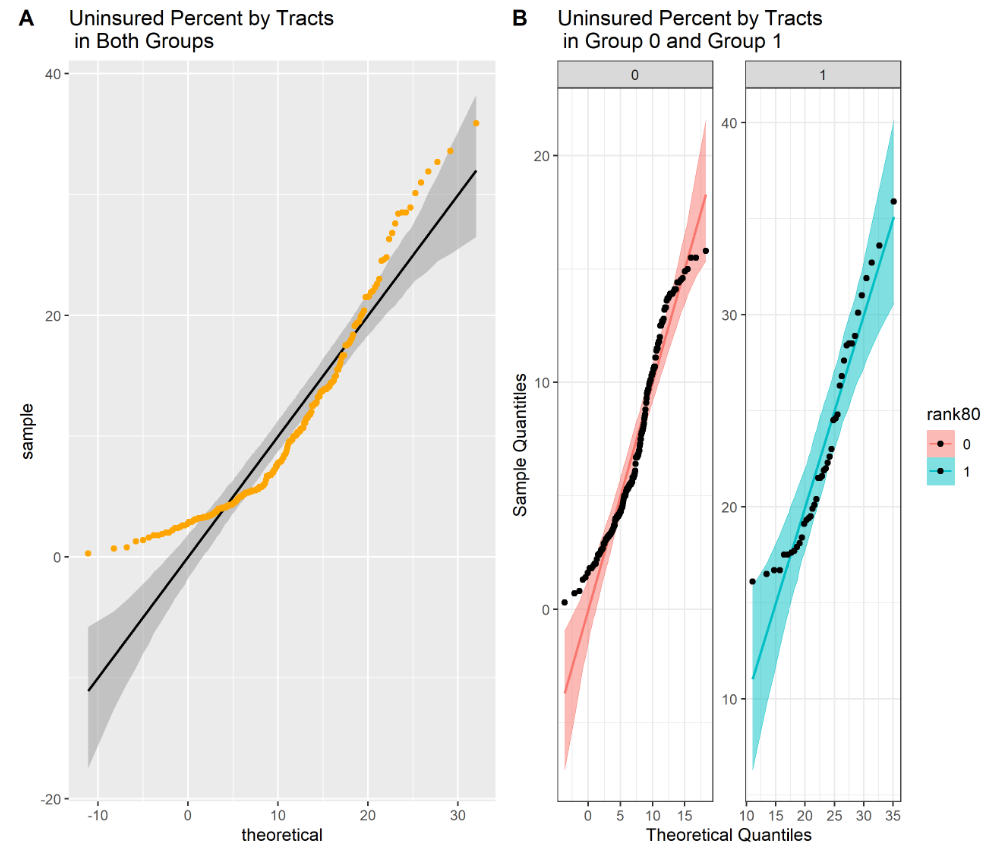 A
Uninsured Percent by Tracts
in Both Groups
40
20
0
-20
-10
0
10
20
30
sample
theoretical
B
Uninsured Percent by Tracts
in Group 0 and Group 1
0
1
20
10
0
40
30
20
10
0
5
10
15
10
15
20
25
30
35
Sample Quantitles
Theoretical Quantiles
rank80
0
1